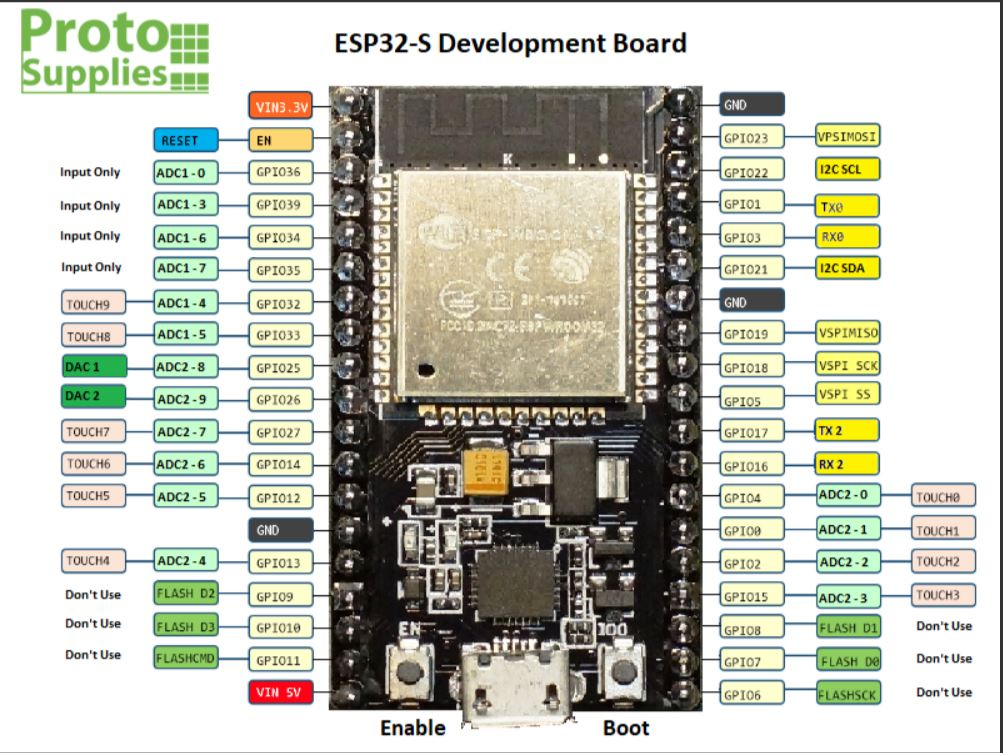 Proto
Supplies
ESP32-S Development Board
VIN3.3V
GND
RESET EN
GPIO23 VPSIMOSI
Input Only ADC1 - 0 GPIO36
GPIO22 I2C SCL
Input Only ADC1 - 3 GPIO39
GPIO1 TX0
Input Only ADC1 - 6 GPIO34
GPIO3 RX0
Input Only ADC1 - 7 GPIO35
GPIO21 I2C SDA
TOUCH9 ADC1 - 4 GPIO32
GND
TOUCH8 ADC1 - 5 GPIO33
GPIO19 VSPIMISO
DAC 1 ADC2 - 8 GPIO25
GPIO18 VSPI SCK
DAC 2 ADC2 - 9 GPIO26
GPIO5 VSPI SS
TOUCH7 ADC2 - 7 GPIO27
GPIO17 TX 2
TOUCH6 ADC2 - 6 GPIO14
GPIO16 RX 2
TOUCH5 ADC2 - 5 GPIO12
GPIO4 ADC2 - 0 TOUCH0
GND
GPIO0 ADC2 - 1 TOUCH1
TOUCH4 ADC2 - 4 GPIO13
GPIO2 ADC2 - 2 TOUCH2
Don't Use FLASH D2 GPIO9
GPIO15 ADC2 - 3 TOUCH3
Don't Use FLASH D3 GPIO10
GPIO8 FLASH D1 Don't Use
Don't Use FLASHCMD GPIO11
GPIO7 FLASH D0 Don't Use
VIN 5V
GPIO6 FLASHSCK Don't Use
K
CE
EN
Enable
Boot